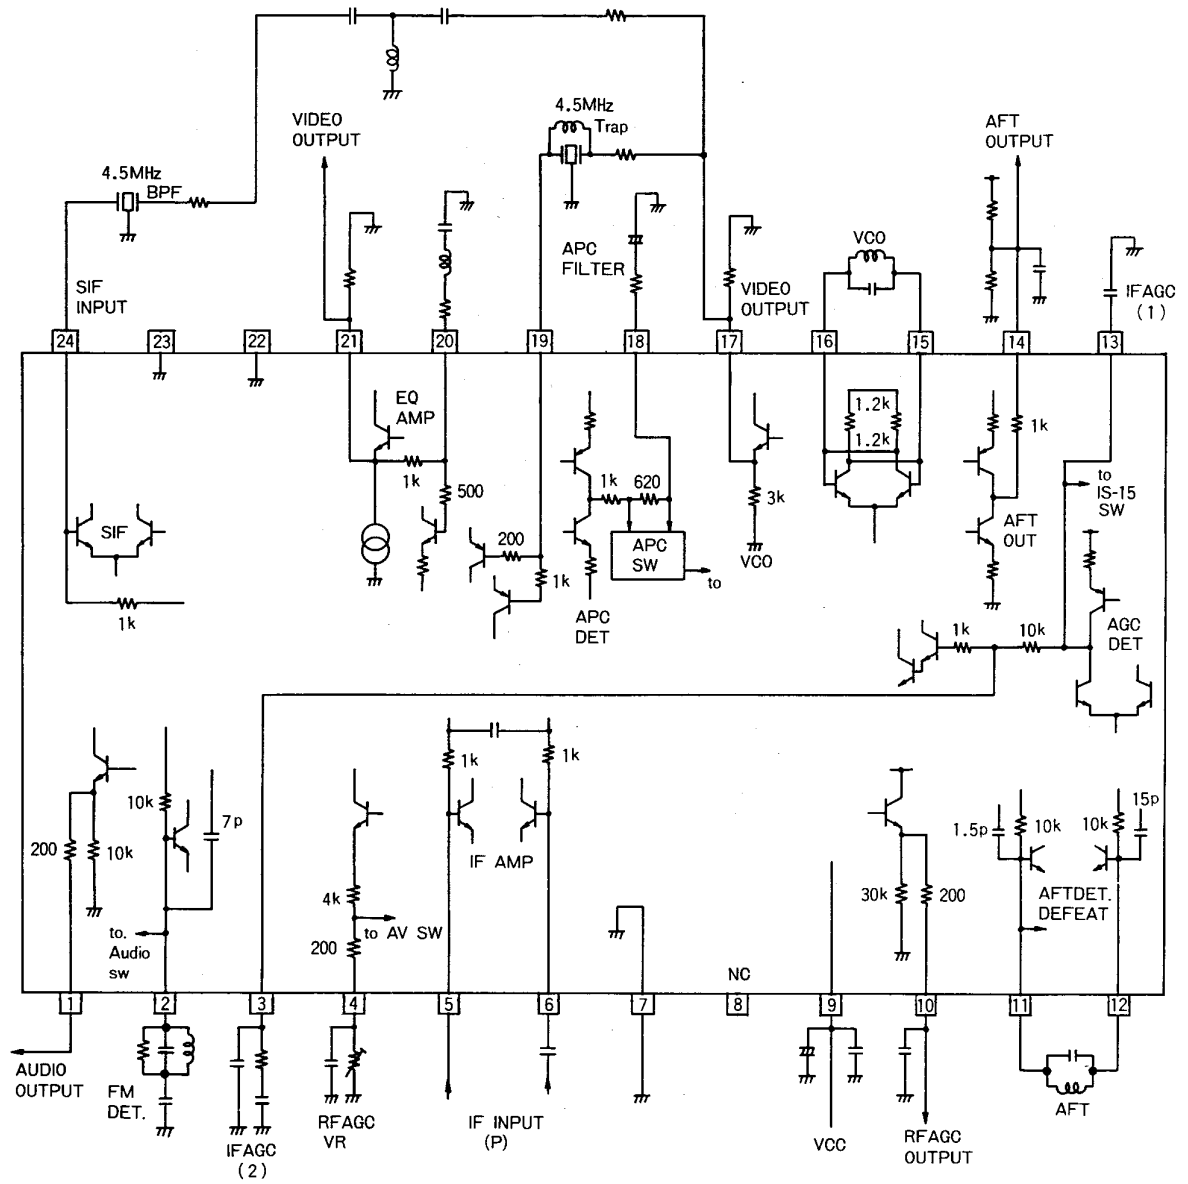 4.5MHz
Trap
VIDEO
OUTPUT
AFT
OUTPUT
4.5MHz
BPF
SIF
INPUT
APC
FILTER
VCO
VIDEO
OUTPUT
IFAGC
(1)
24
23
22
21
20
19
18
17
16
15
14
13
EQ
AMP
1k
500
200
1k
1k
620
APC
SW
to
APC
DET
3k
VCO
1.2k
1.2k
1k
AFT
OUT
to
IS-15
SW
SIF
1k
1k
10k
AGC
DET
200
10k
10k
7p
to.
Audio
sw
4k
200
to AV SW
1k
1k
IF AMP
NC
30k
200
1.5p
10k
10k
15p
AFTDET.
DEFEAT
1
2
3
4
5
6
7
8
9
10
11
12
AUDIO
OUTPUT
FM
DET.
IFAGC
(2)
RFAGC
VR
IF INPUT
(P)
VCC
RFAGC
OUTPUT
AFT